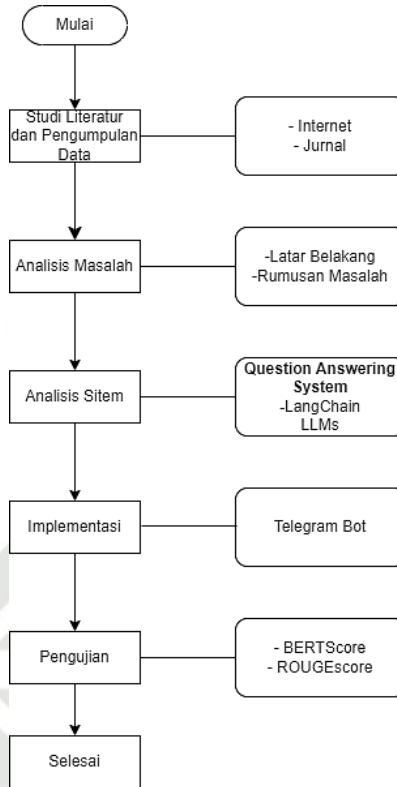 Mulai
Studi Literatur
dan Pengumpulan
Data
- Internet
- Jurnal
Analisis Masalah
-Latar Belakang
-Rumusan Masalah
Analisis Sitem
Question Answering
System
-LangChain
LLMs
Implementasi
Telegram Bot
Pengujian
- BERTScore
- ROUGEscore
Selesai